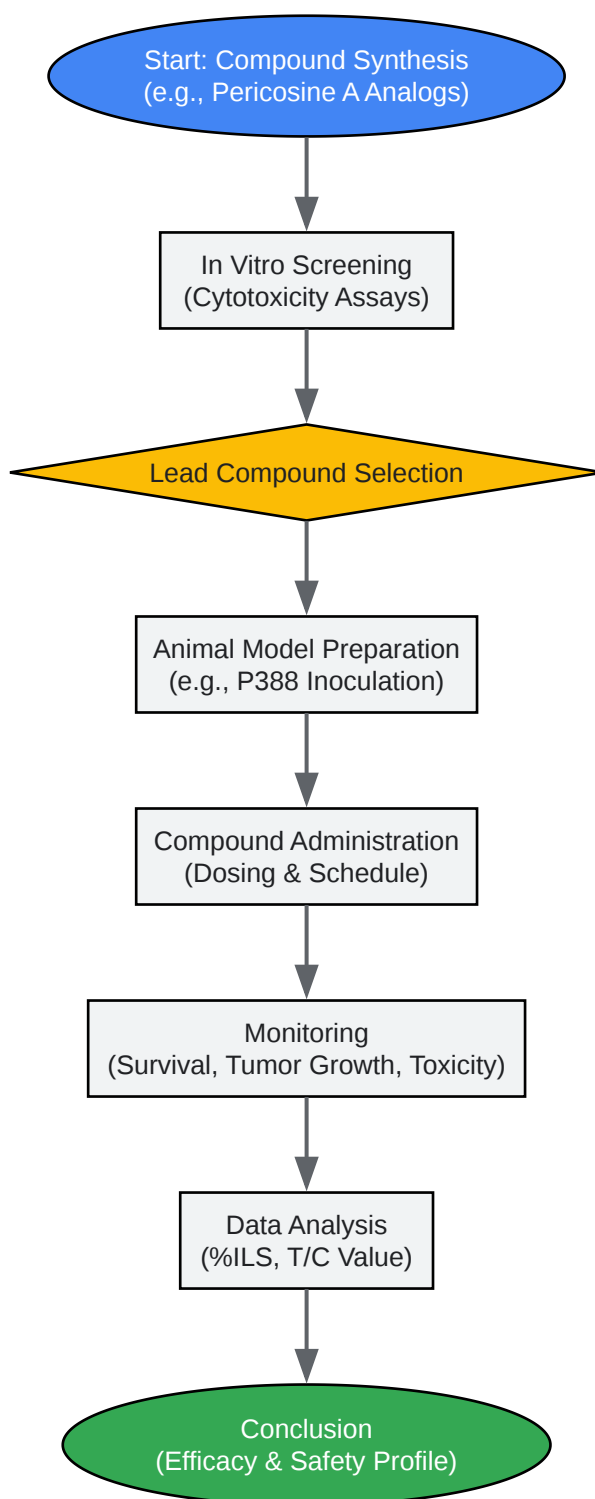 Start: Compound Synthesis
(e.g., Pericosine A Analogs)
In Vitro Screening
(Cytotoxicity Assays)
Lead Compound Selection
Animal Model Preparation
(e.g., P388 Inoculation)
Compound Administration
(Dosing & Schedule)
Monitoring
(Survival, Tumor Growth, Toxicity)
Data Analysis
(%ILS, T/C Value)
Conclusion
(Efficacy & Safety Profile)